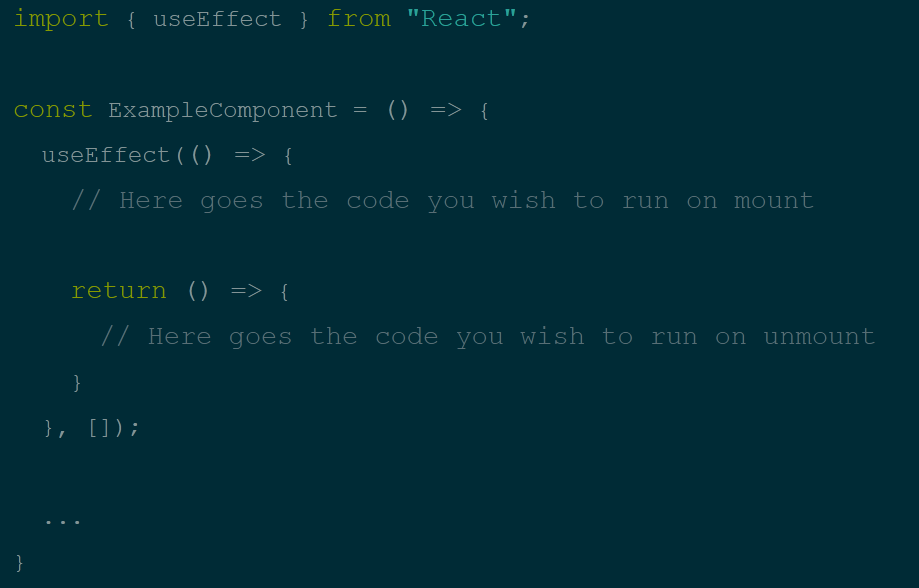 import { useEffect } from "React";
const ExampleComponent = () => {
useEffect(() => {
// Here goes the code you wish to run on mount
return () => {
// Here goes the code you wish to run on unmount
}
}, []);
...
}